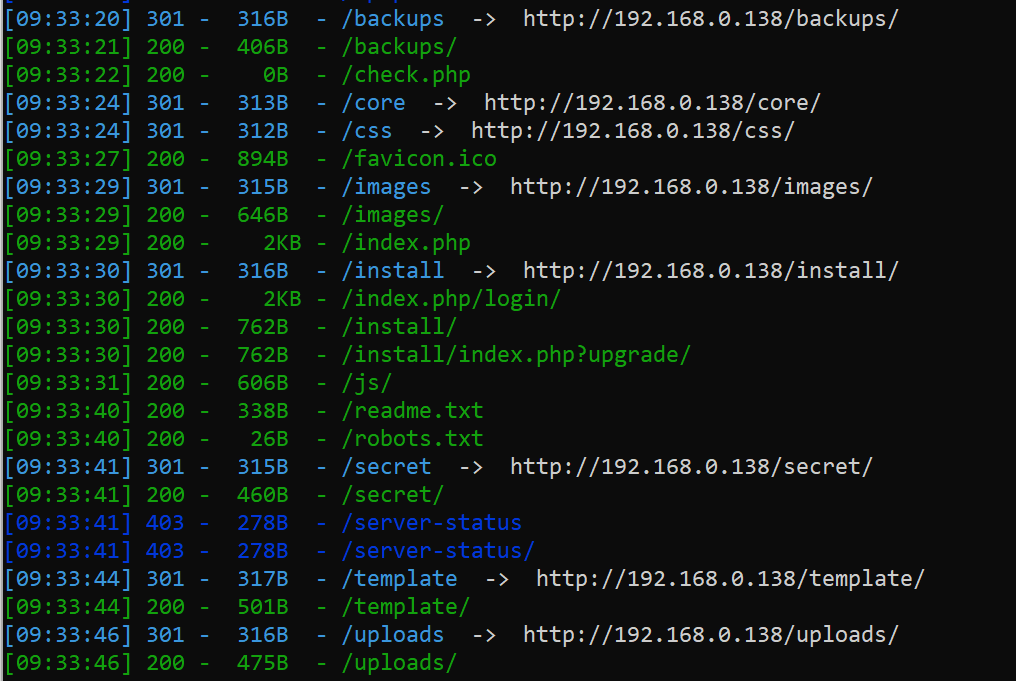 [09:33:20] 301 -  316B  - /backups  ->  http://192.168.0.138/backups/
[09:33:21] 200 -  406B  - /backups/
[09:33:22] 200 -    0B  - /check.php
[09:33:24] 301 -  313B  - /core  ->  http://192.168.0.138/core/
[09:33:24] 301 -  312B  - /css  ->  http://192.168.0.138/css/
[09:33:27] 200 -  894B  - /favicon.ico
[09:33:29] 301 -  315B  - /images  ->  http://192.168.0.138/images/
[09:33:29] 200 -  646B  - /images/
[09:33:29] 200 -    2KB - /index.php
[09:33:30] 301 -  316B  - /install  ->  http://192.168.0.138/install/
[09:33:30] 200 -    2KB - /index.php/login/
[09:33:30] 200 -  762B  - /install/
[09:33:30] 200 -  762B  - /install/index.php?upgrade/
[09:33:31] 200 -  606B  - /js/
[09:33:40] 200 -  338B  - /readme.txt
[09:33:40] 200 -   26B  - /robots.txt
[09:33:41] 301 -  315B  - /secret  ->  http://192.168.0.138/secret/
[09:33:41] 200 -  460B  - /secret/
[09:33:41] 403 -  278B  - /server-status
[09:33:41] 403 -  278B  - /server-status/
[09:33:44] 301 -  317B  - /template  ->  http://192.168.0.138/template/
[09:33:44] 200 -  501B  - /template/
[09:33:46] 301 -  316B  - /uploads  ->  http://192.168.0.138/uploads/
[09:33:46] 200 -  475B  - /uploads/